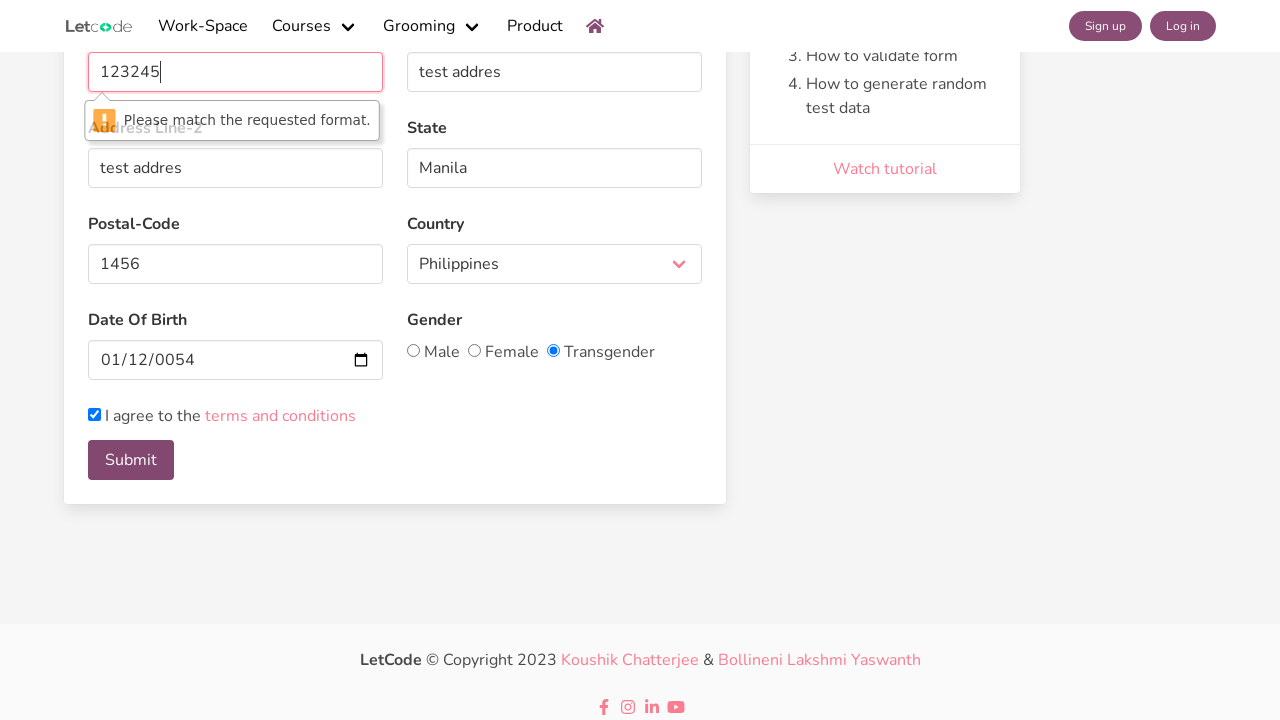 Letcode Work-Space Courses Grooming Product Sign up Log in
123245
test addres
Please match the requested format.
Address Line-2
State
test addres
Manila
Postal-Code
Country
1456
Philippines
Date Of Birth
Gender
01/12/0054
Male Female Transgender
I agree to the terms and conditions
Submit
3. How to validate form
4. How to generate random
test data
Watch tutorial
LetCode © Copyright 2023 Koushik Chatterjee & Bollineni Lakshmi Yaswanth